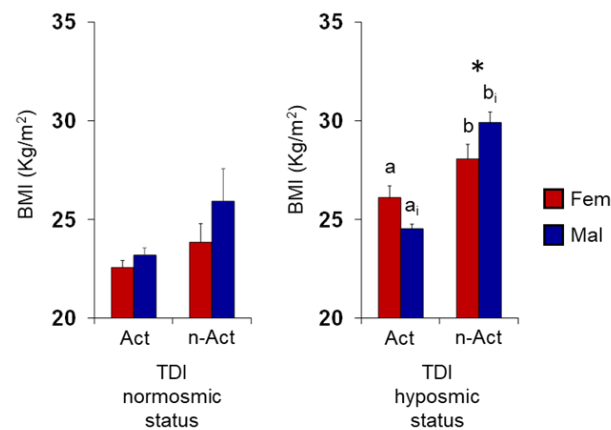 35
30
25
20
BMI (Kg/m²)
Act n-Act
TDI
normosmic
status
35
30
25
20
BMI (Kg/m²)
*
a
aᵢ
b
bᵢ
Act n-Act
TDI
hyposmic
status
Fem
Mal